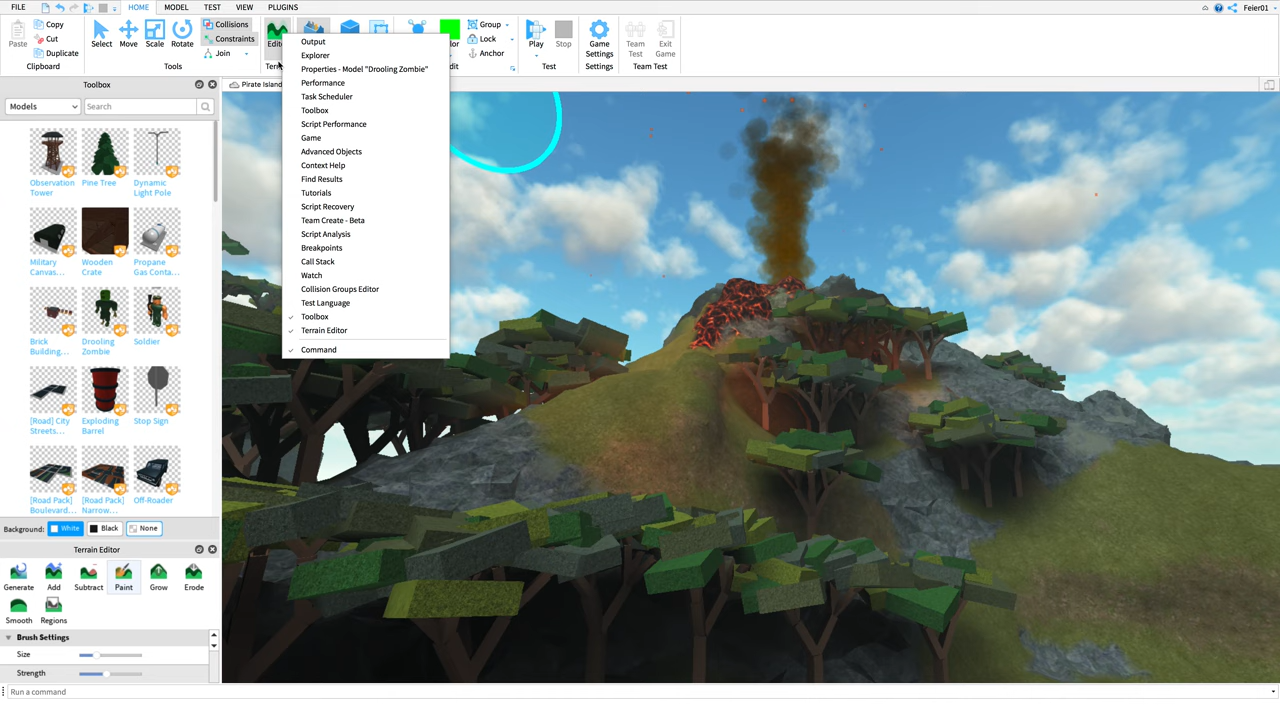 FILE HOME MODEL TEST VIEW PLUGINS Feier01
Paste Copy Cut Duplicate Clipboard
Select Move Scale Rotate Collisions Constraints Join Tools
Group Lock Anchor
Play Stop Test
Game Settings Settings
Team Test Exit Game Team Test
Toolbox
Models Search
Observation Tower
Pine Tree
Dynamic Light Pole
Military Canvas...
Wooden Crate
Propane Gas Conta...
Brick Building...
Drooling Zombie
Soldier
[Road] City Streets...
Exploding Barrel
Stop Sign
[Road Pack] Boulevard...
[Road Pack] Narrow...
Off-Roader
Background: White Black None
Terrain Editor
Generate Add Subtract Paint Grow Erode
Smooth Regions
Brush Settings
Size
Strength
Run a command
Pirate Island
Output
Explorer
Properties - Model "Drooling Zombie"
Performance
Task Scheduler
Toolbox
Script Performance
Game
Advanced Objects
Context Help
Find Results
Tutorials
Script Recovery
Team Create - Beta
Script Analysis
Breakpoints
Call Stack
Watch
Collision Groups Editor
Test Language
Toolbox
Terrain Editor
Command